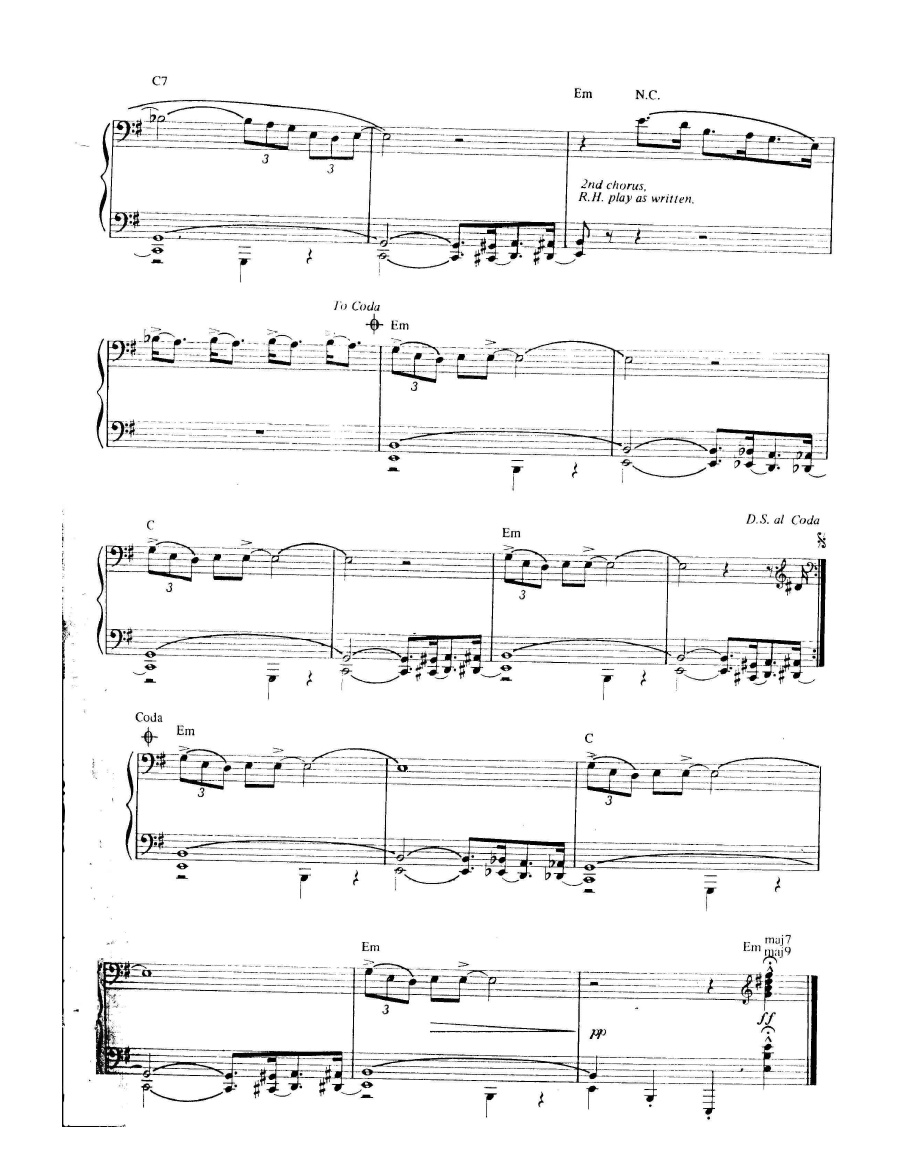 C7
Em N.C.
3 3
2nd chorus,
R.H. play as written.
To Coda
Em
3
D.S. al Coda
C Em
3 3
Coda
Em C
3 3
Em Em maj7
maj9
3
pp ff